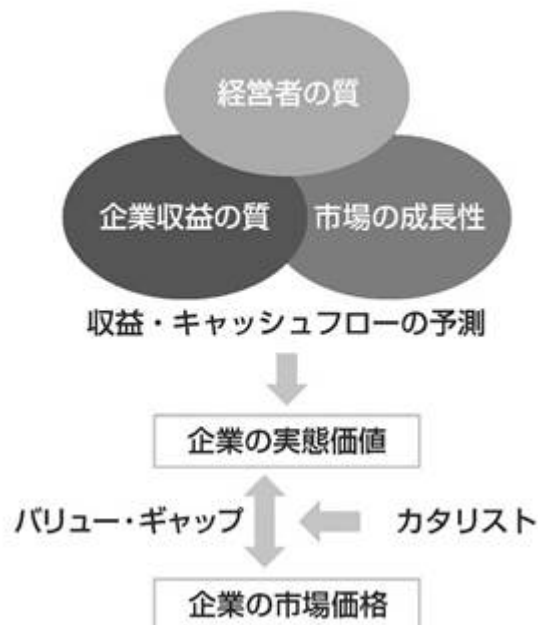 経営者の質
企業収益の質
市場の成長性
収益・キャッシュフローの予測
企業の実態価値
バリュー・ギャップ
カタリスト
企業の市場価格